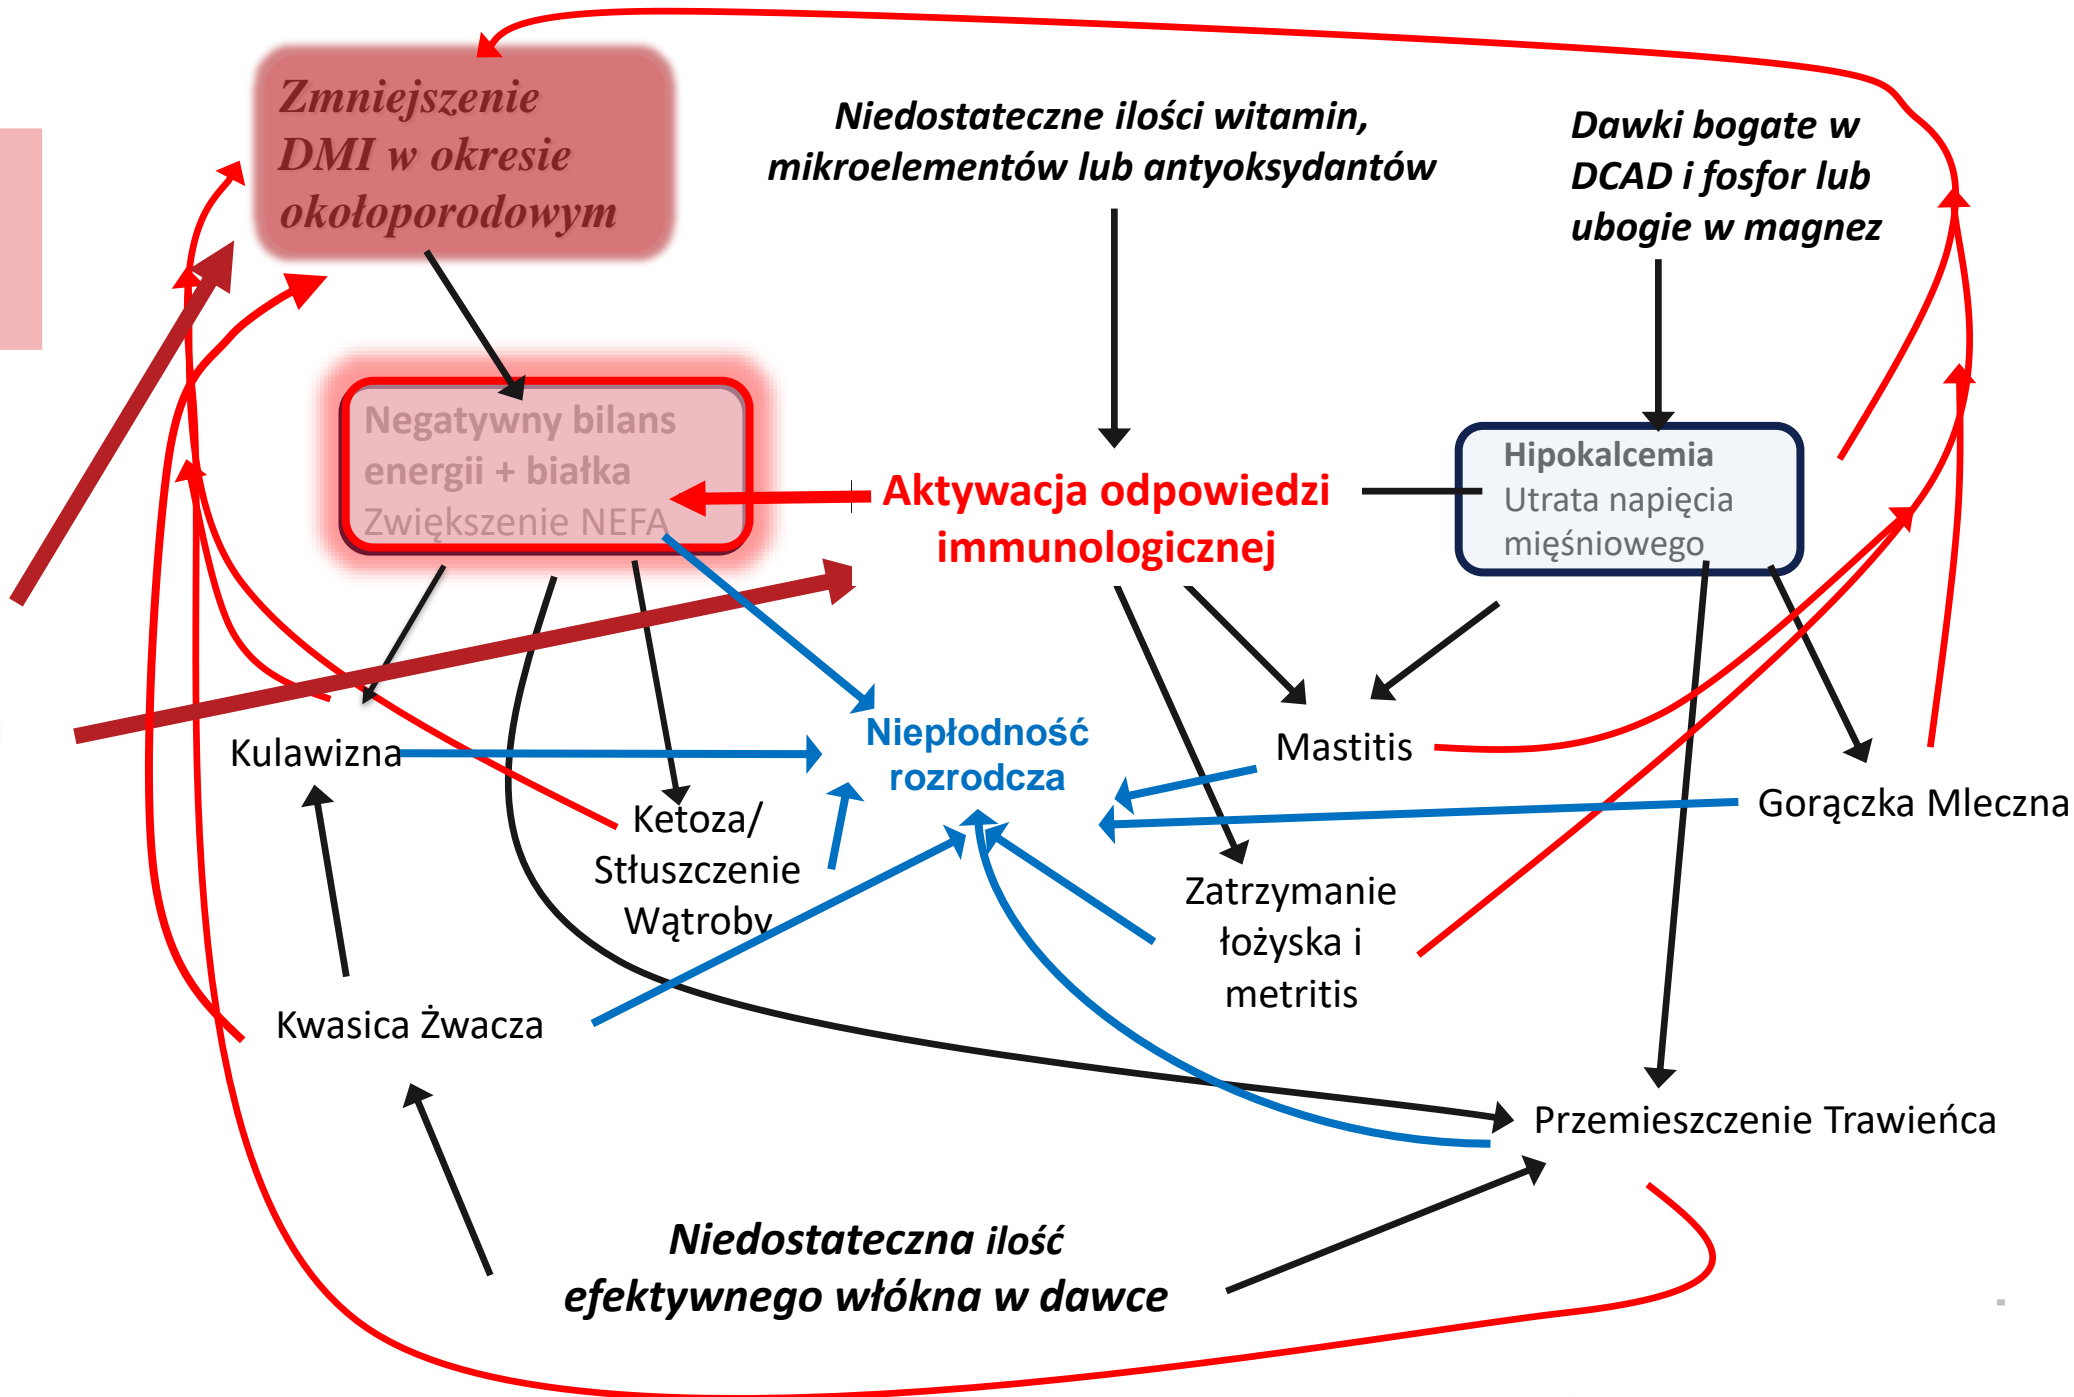 Zmniejszenie
DMI w okresie
okołoporodowym
Niedostateczne ilości witamin,
mikroelementów lub antyoksydantów
Dawki bogate w
DCAD i fosfor lub
ubogie w magnez
Negatywny bilans
energii + białka
Zwiększenie NEFA
Aktywacja odpowiedzi
immunologicznej
Hipokalcemia
Utrata napięcia
mięśniowego
Kulawizna
Niepłodność
rozrodcza
Mastitis
Ketoza/
Stłuszczenie
Wątroby
Gorączka Mleczna
Zatrzymanie
łożyska i
metritis
Kwasica Żwacza
Przemieszczenie Trawieńca
Niedostateczna ilość
efektywnego włókna w dawce